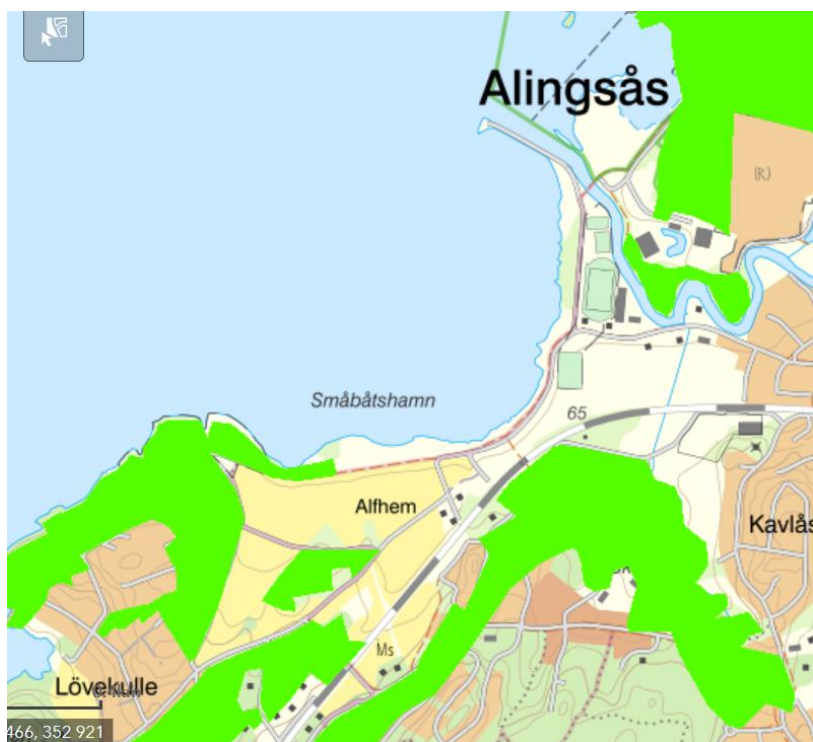 Alingsås
(R)
Småbåtshamn
65
Alfhem
Kavlås
Ms
Lövekulle
466, 352 921